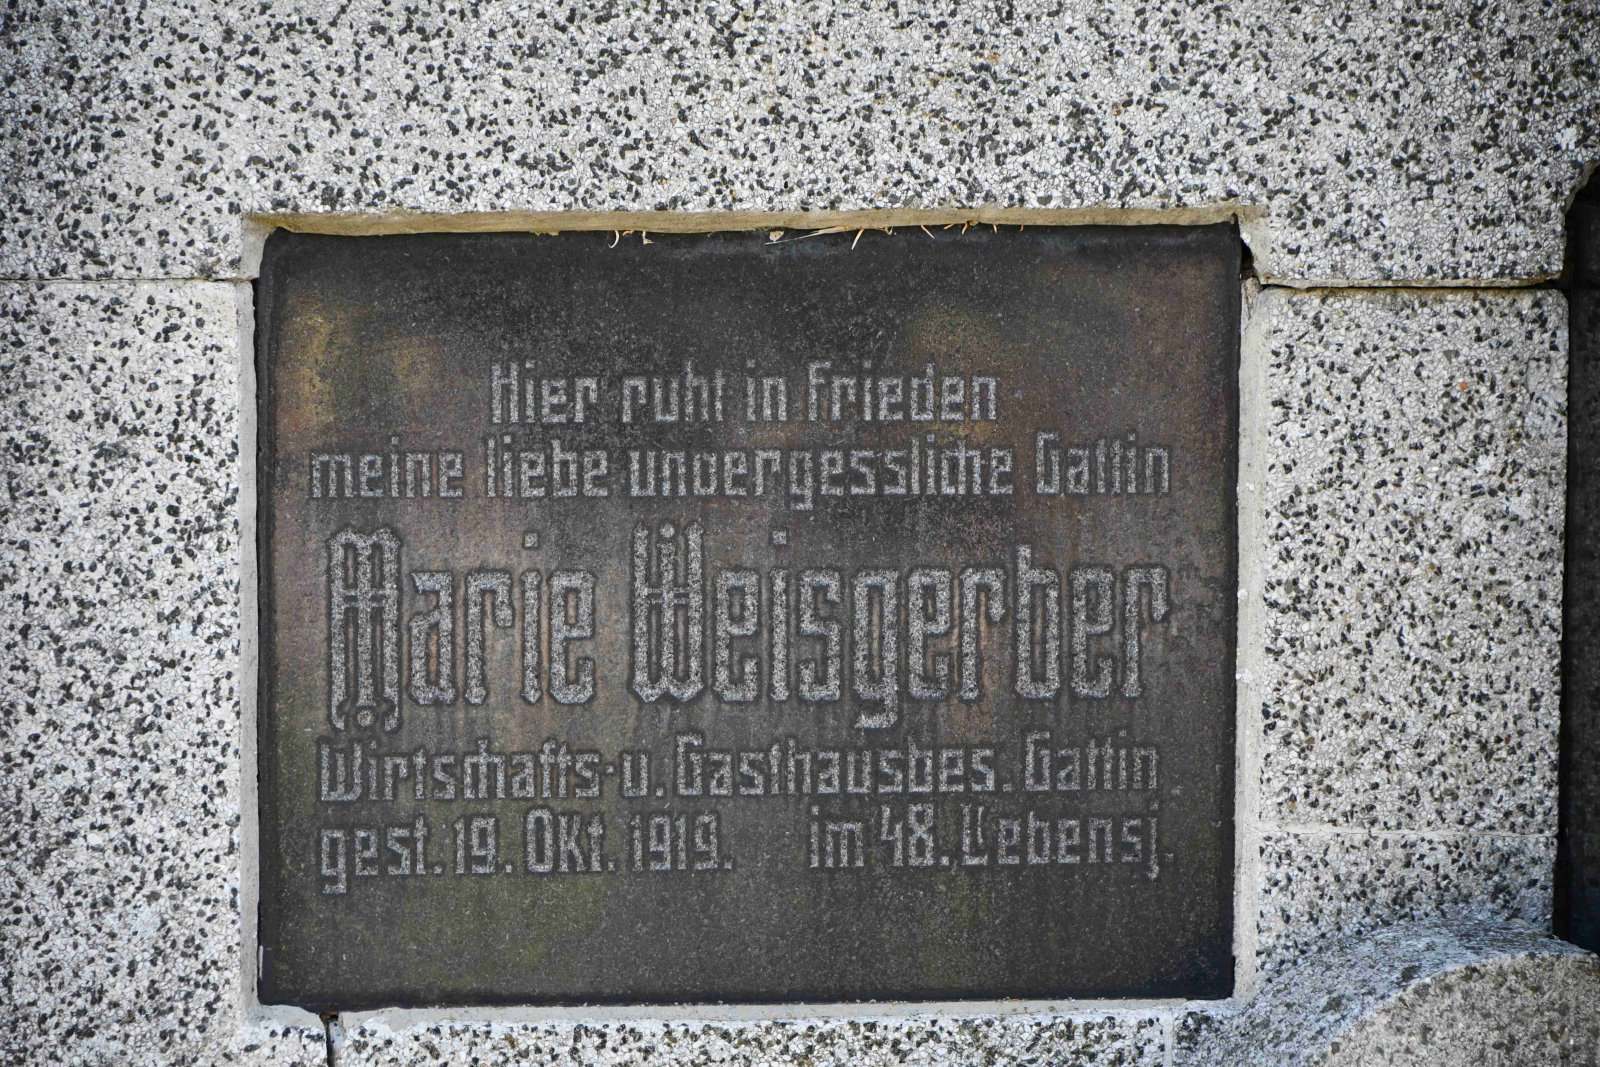 Hier ruht in Frieden
meine liebe unvergessliche Gattin
Marie Weisgerber
Wirtschafts- u. Gasthausbes. Gattin
gest. 19. Okt. 1919. im 48. Lebensj.